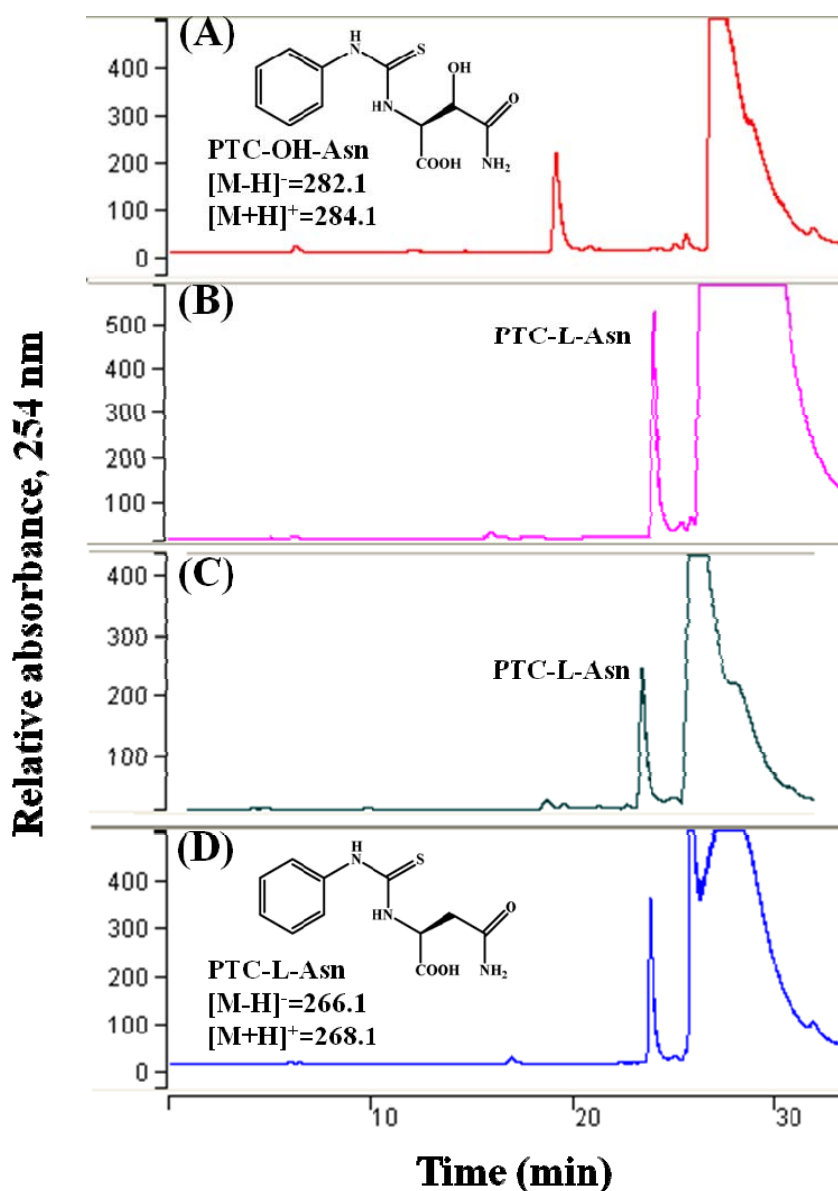 Relative absorbance, 254 nm
(A)
400
300
200
100
0
H
N
S
OH
O
HN
COOH
NH₂
PTC-OH-Asn
[M-H]⁻=282.1
[M+H]⁺=284.1
(B)
500
400
300
200
100
PTC-L-Asn
(C)
400
300
200
100
PTC-L-Asn
(D)
400
300
200
100
0
H
N
S
O
HN
COOH
NH₂
PTC-L-Asn
[M-H]⁻=266.1
[M+H]⁺=268.1
10
20
30
Time (min)